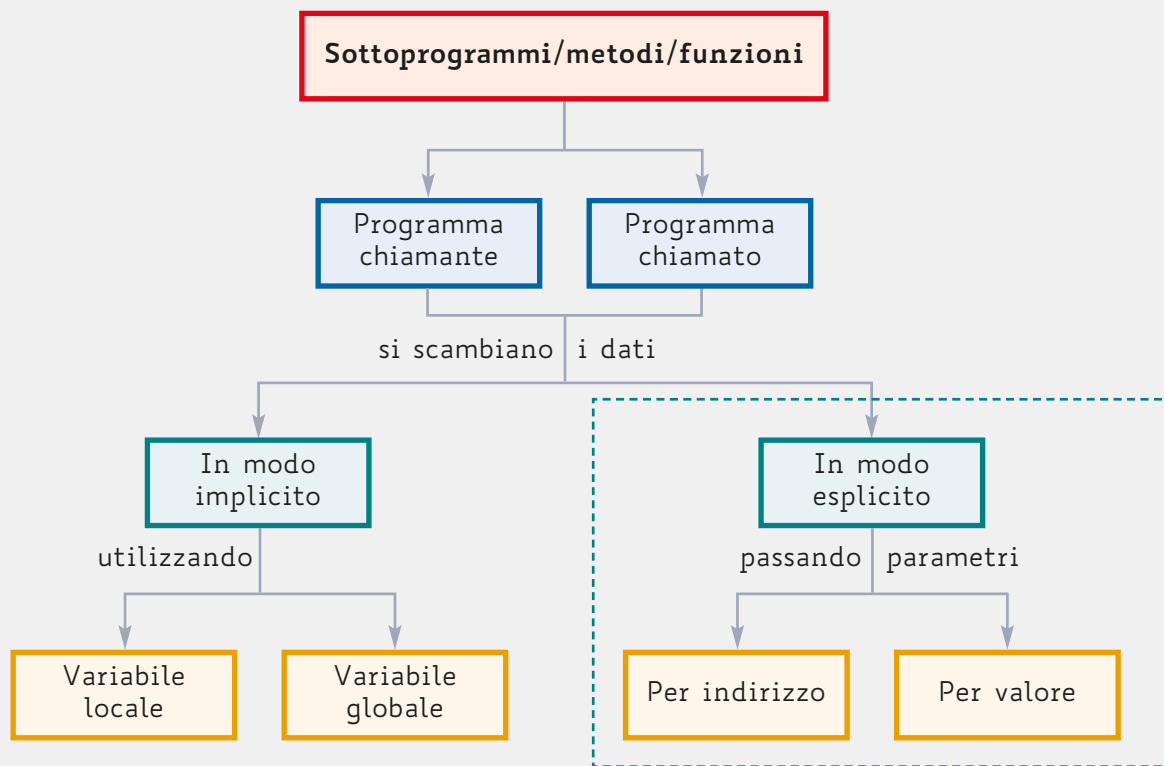 Sottoprogrammi/metodi/funzioni
Programma
chiamante
Programma
chiamato
si scambiano i dati
In modo
implicito
In modo
esplicito
utilizzando
passando parametri
Variabile
locale
Variabile
globale
Per indirizzo
Per valore